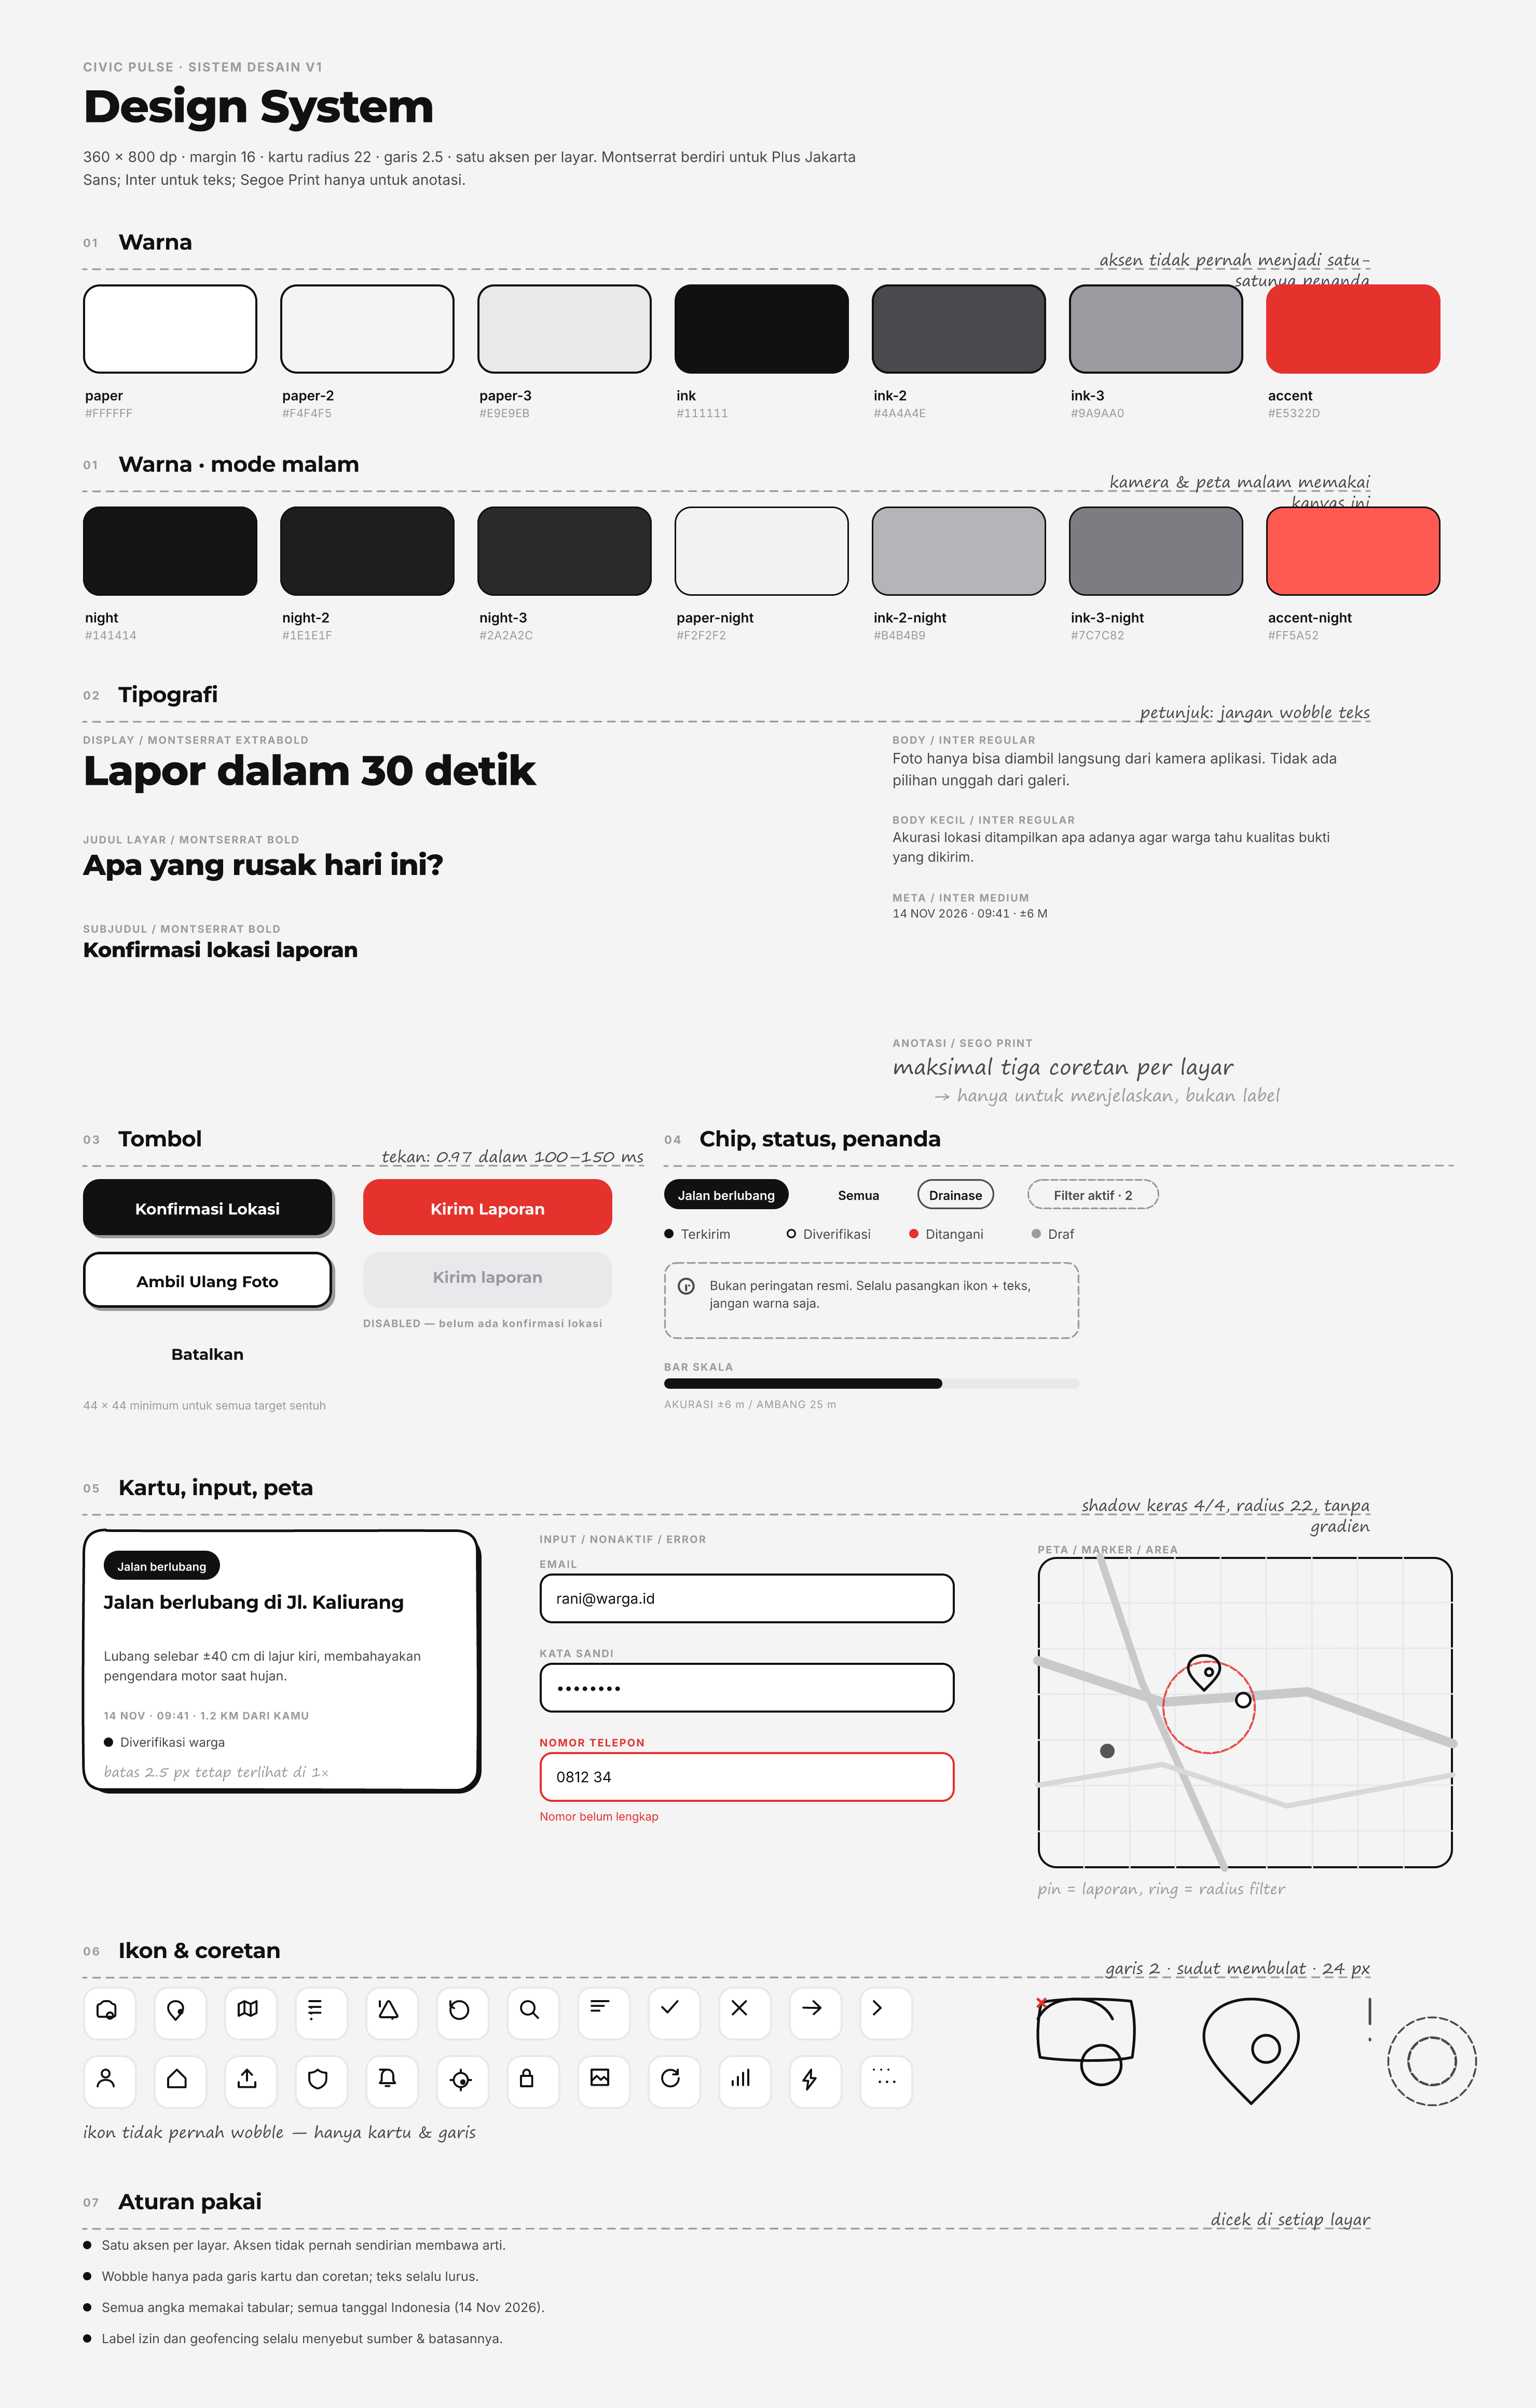 CIVIC PULSE · SISTEM DESAIN V1
Design System
360 × 800 dp · margin 16 · kartu radius 22 · garis 2.5 · satu aksen per layar. Montserrat berdiri untuk Plus Jakarta
Sans; Inter untuk teks; Segoe Print hanya untuk anotasi.
01 Warna
aksen tidak pernah menjadi satu-
satunya penanda
paper
#FFFFFF
paper-2
#F4F4F5
paper-3
#E9E9EB
ink
#111111
ink-2
#4A4A4E
ink-3
#9A9AA0
accent
#E5322D
01 Warna · mode malam
kamera & peta malam memakai
kanvas ini
night
#141414
night-2
#1E1E1F
night-3
#2A2A2C
paper-night
#F2F2F2
ink-2-night
#B4B4B9
ink-3-night
#7C7C82
accent-night
#FF5A52
02 Tipografi
petunjuk: jangan wobble teks
DISPLAY / MONTSERRAT EXTRABOLD
Lapor dalam 30 detik
JUDUL LAYAR / MONTSERRAT BOLD
Apa yang rusak hari ini?
SUBJUDUL / MONTSERRAT BOLD
Konfirmasi lokasi laporan
BODY / INTER REGULAR
Foto hanya bisa diambil langsung dari kamera aplikasi. Tidak ada
pilihan unggah dari galeri.
BODY KECIL / INTER REGULAR
Akurasi lokasi ditampilkan apa adanya agar warga tahu kualitas bukti
yang dikirim.
META / INTER MEDIUM
14 NOV 2026 · 09:41 · ±6 M
ANOTASI / SEGO PRINT
maksimal tiga coretan per layar
→ hanya untuk menjelaskan, bukan label
03 Tombol
tekan: 0.97 dalam 100–150 ms
Konfirmasi Lokasi
Kirim Laporan
Ambil Ulang Foto
Kirim laporan
DISABLED — belum ada konfirmasi lokasi
Batalkan
44 × 44 minimum untuk semua target sentuh
04 Chip, status, penanda
Jalan berlubang
Semua
Drainase
Filter aktif · 2
Terkirim
Diverifikasi
Ditangani
Draf
Bukan peringatan resmi. Selalu pasangkan ikon + teks,
jangan warna saja.
BAR SKALA
AKURASI ±6 m / AMBANG 25 m
05 Kartu, input, peta
shadow keras 4/4, radius 22, tanpa
gradien
Jalan berlubang
Jalan berlubang di Jl. Kaliurang
Lubang selebar ±40 cm di lajur kiri, membahayakan
pengendara motor saat hujan.
14 NOV · 09:41 · 1.2 KM DARI KAMU
Diverifikasi warga
batas 2.5 px tetap terlihat di 1×
INPUT / NONAKTIF / ERROR
EMAIL
rani@warga.id
KATA SANDI
••••••••
NOMOR TELEPON
0812 34
Nomor belum lengkap
PETA / MARKER / AREA
pin = laporan, ring = radius filter
06 Ikon & coretan
garis 2 · sudut membulat · 24 px
ikon tidak pernah wobble — hanya kartu & garis
07 Aturan pakai
dicek di setiap layar
Satu aksen per layar. Aksen tidak pernah sendirian membawa arti.
Wobble hanya pada garis kartu dan coretan; teks selalu lurus.
Semua angka memakai tabular; semua tanggal Indonesia (14 Nov 2026).
Label izin dan geofencing selalu menyebut sumber & batasannya.